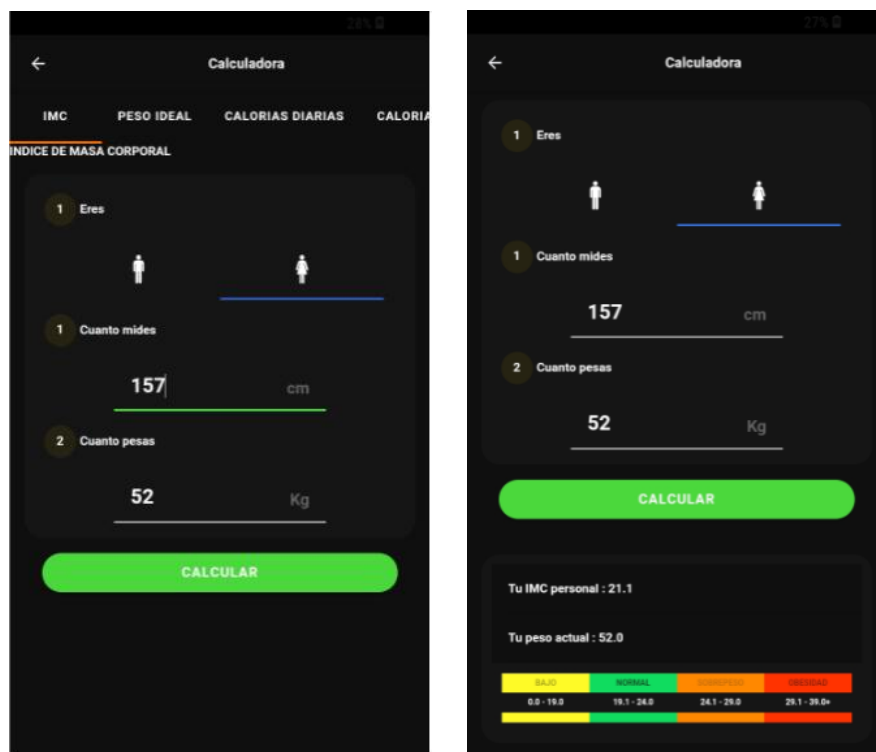 28%
Calculadora
IMC PESO IDEAL CALORIAS DIARIAS CALORIA
INDICE DE MASA CORPORAL
1 Eres
1 Cuanto mides
157 cm
2 Cuanto pesas
52 Kg
CALCULAR
27%
Calculadora
1 Eres
1 Cuanto mides
157 cm
2 Cuanto pesas
52 Kg
CALCULAR
Tu IMC personal : 21.1
Tu peso actual : 52.0
BAJO NORMAL SOBREPESO OBESIDAD
0.0 - 19.0 19.1 - 24.0 24.1 - 29.0 29.1 - 39.0+